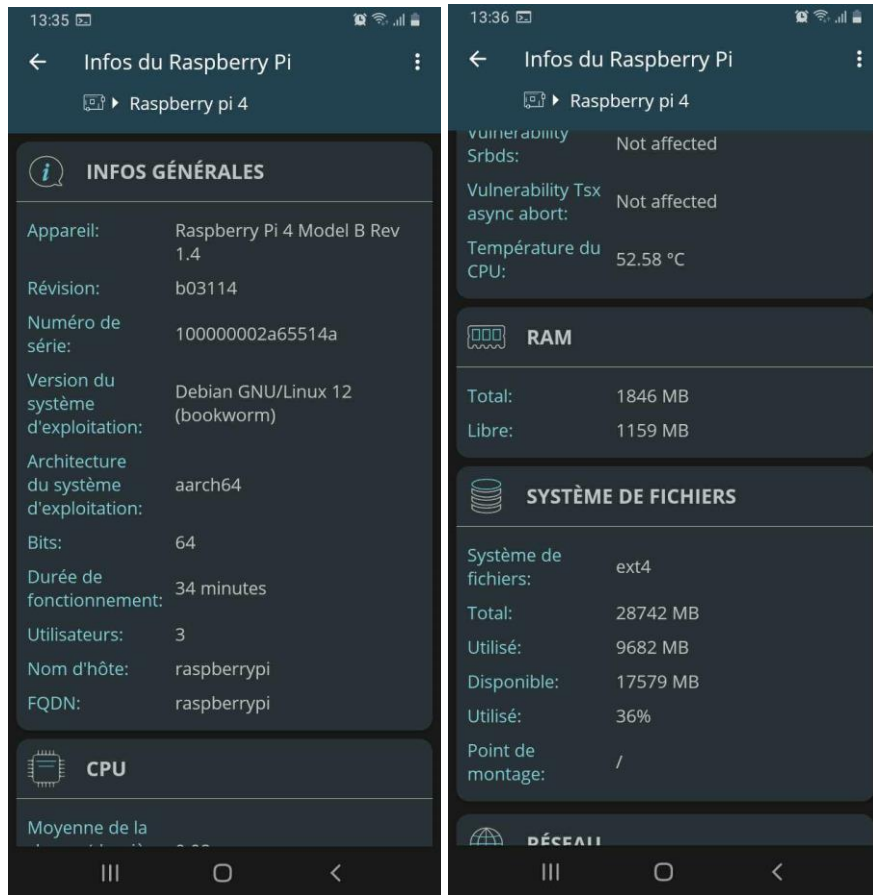 13:35
Infos du Raspberry Pi
Raspberry pi 4
INFOS GÉNÉRALES
Appareil: Raspberry Pi 4 Model B Rev
1.4
Révision: b03114
Numéro de
série: 100000002a65514a
Version du
système
d'exploitation: Debian GNU/Linux 12
(bookworm)
Architecture
du système
d'exploitation: aarch64
Bits: 64
Durée de
fonctionnement: 34 minutes
Utilisateurs: 3
Nom d'hôte: raspberrypi
FQDN: raspberrypi
CPU
Moyenne de la
13:36
Infos du Raspberry Pi
Raspberry pi 4
Vulnerability
Srbds: Not affected
Vulnerability Tsx
async abort: Not affected
Température du
CPU: 52.58 °C
RAM
Total: 1846 MB
Libre: 1159 MB
SYSTÈME DE FICHIERS
Système de
fichiers: ext4
Total: 28742 MB
Utilisé: 9682 MB
Disponible: 17579 MB
Utilisé: 36%
Point de
montage: /
RÉSEAU